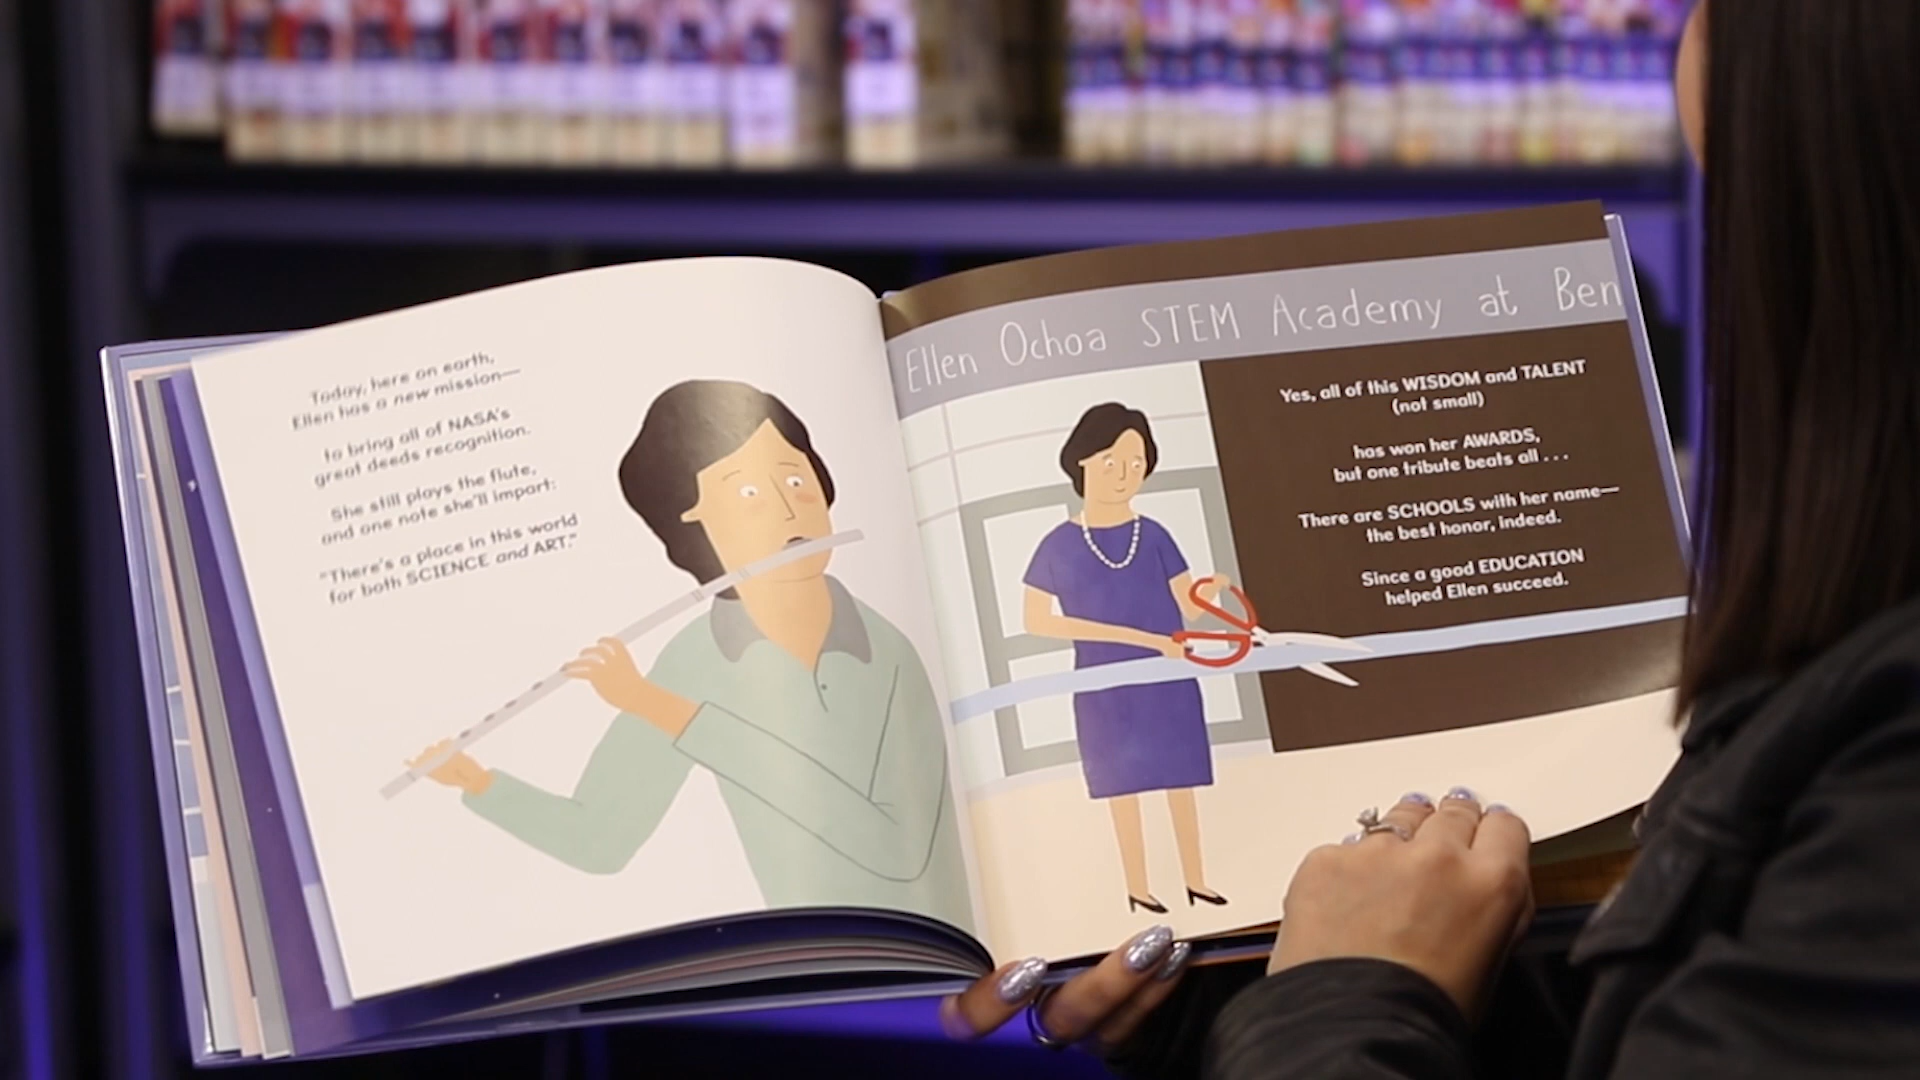 Today, here on earth,
Ellen has a new mission—
to bring all of NASA's
great deeds recognition.
She still plays the flute,
and one note she'll impart:
"There's a place in this world
for both SCIENCE and ART."
Ellen Ochoa STEM Academy at Ben
Yes, all of this WISDOM and TALENT
(not small)
has won her AWARDS,
but one tribute beats all . . .
There are SCHOOLS with her name—
the best honor, indeed.
Since a good EDUCATION
helped Ellen succeed.